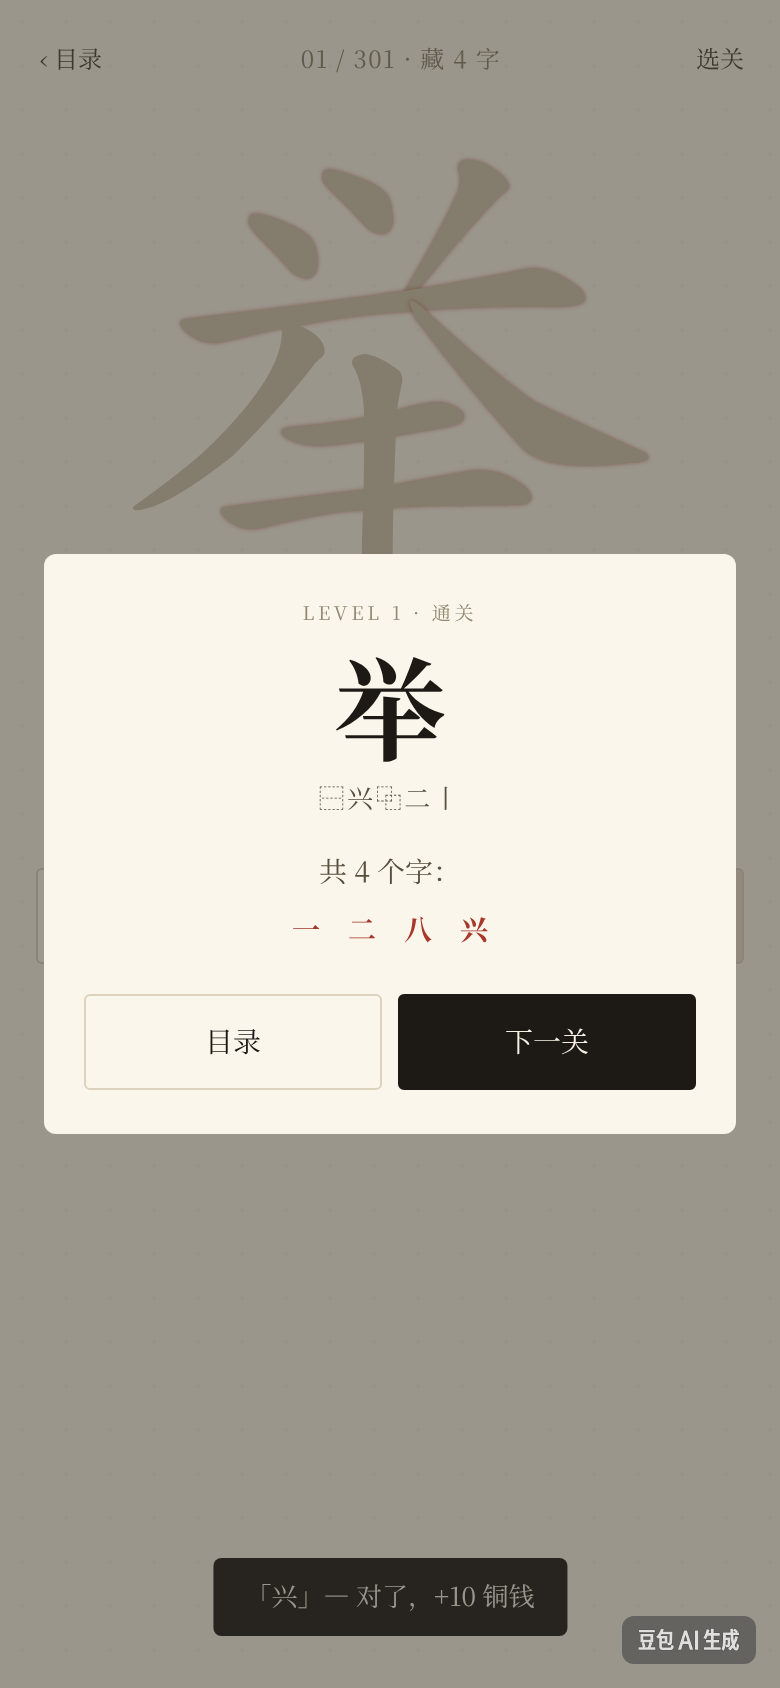 ‹ 目录
01 / 301 · 藏 4 字
选关
举
LEVEL 1 · 通关
举
⿱兴⿻二丨
共 4 个字：
一 二 八 兴
目录
下一关
「兴」— 对了，+10 铜钱
豆包 AI 生成